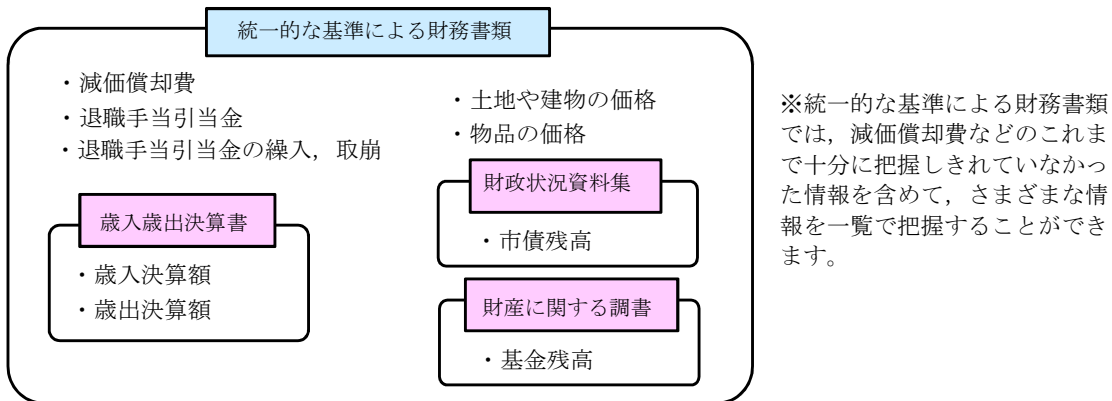 統一的な基準による財務書類
・減価償却費
・退職手当引当金
・退職手当引当金の繰入，取崩
歳入歳出決算書
・歳入決算額
・歳出決算額
・土地や建物の価格
・物品の価格
財政状況資料集
・市債残高
財産に関する調書
・基金残高
※統一的な基準による財務書類
では，減価償却費などのこれま
で十分に把握しきれていなかっ
た情報を含めて，さまざまな情
報を一覧で把握することができ
ます。